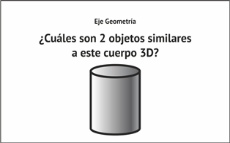 Eje Geometría
¿Cuáles son 2 objetos similares
a este cuerpo 3D?